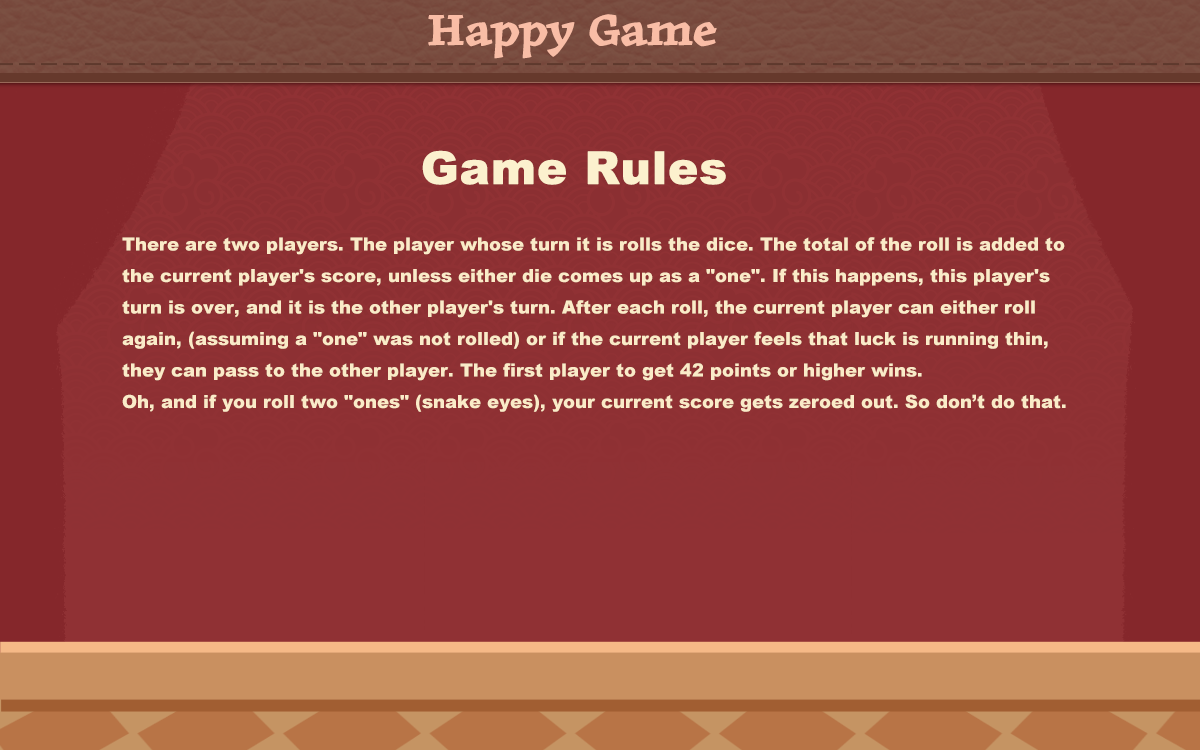 Happy Game
Game Rules
There are two players. The player whose turn it is rolls the dice. The total of the roll is added to
the current player's score, unless either die comes up as a "one". If this happens, this player's
turn is over, and it is the other player's turn. After each roll, the current player can either roll
again, (assuming a "one" was not rolled) or if the current player feels that luck is running thin,
they can pass to the other player. The first player to get 42 points or higher wins.
Oh, and if you roll two "ones" (snake eyes), your current score gets zeroed out. So don’t do that.